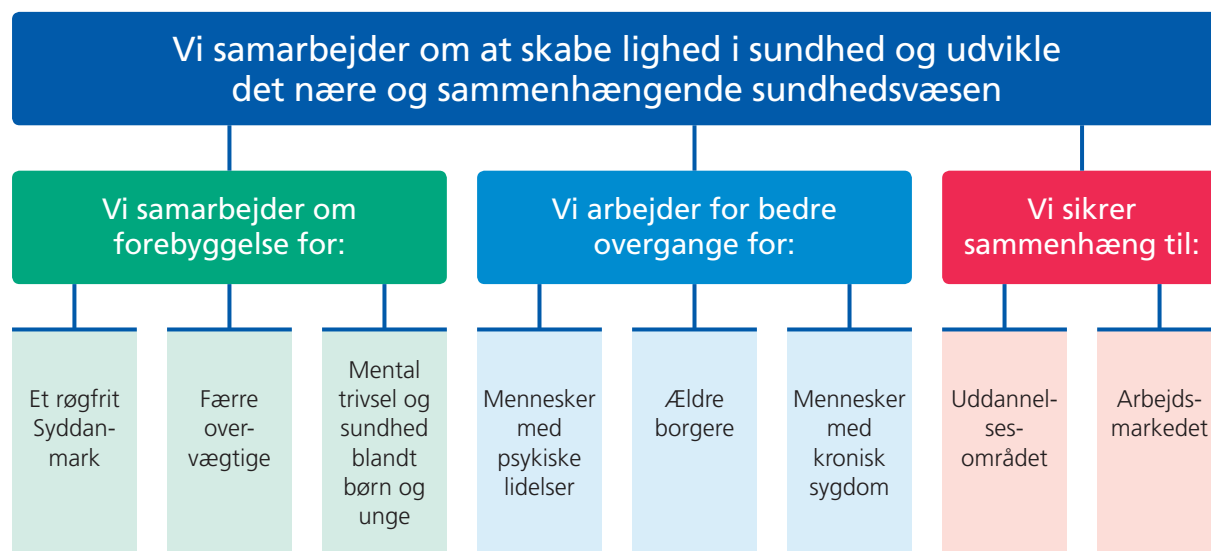 Vi samarbejder om at skabe lighed i sundhed og udvikle
det nære og sammenhængende sundhedsvæsen
Vi samarbejder om
forebyggelse for:
Vi arbejder for bedre
overgange for:
Vi sikrer
sammenhæng til:
Et røgfrit
Syddan-
mark
Færre
over-
vægtige
Mental
trivsel og
sundhed
blandt
børn og
unge
Mennesker
med
psykiske
lidelser
Ældre
borgere
Mennesker
med
kronisk
sygdom
Uddannel-
ses-
området
Arbejds-
markedet